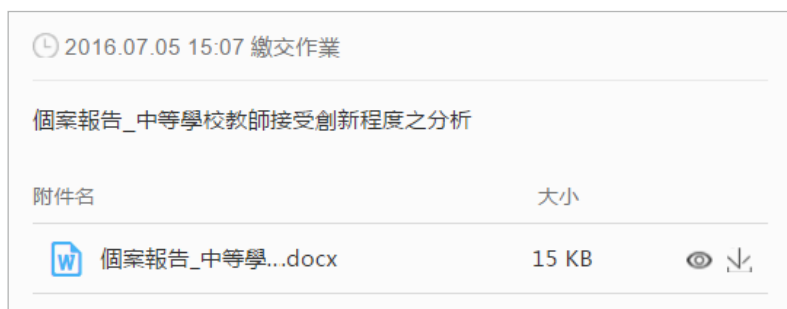 2016.07.05 15:07 繳交作業
個案報告_中等學校教師接受創新程度之分析
附件名 大小
W 個案報告_中等學...docx 15 KB